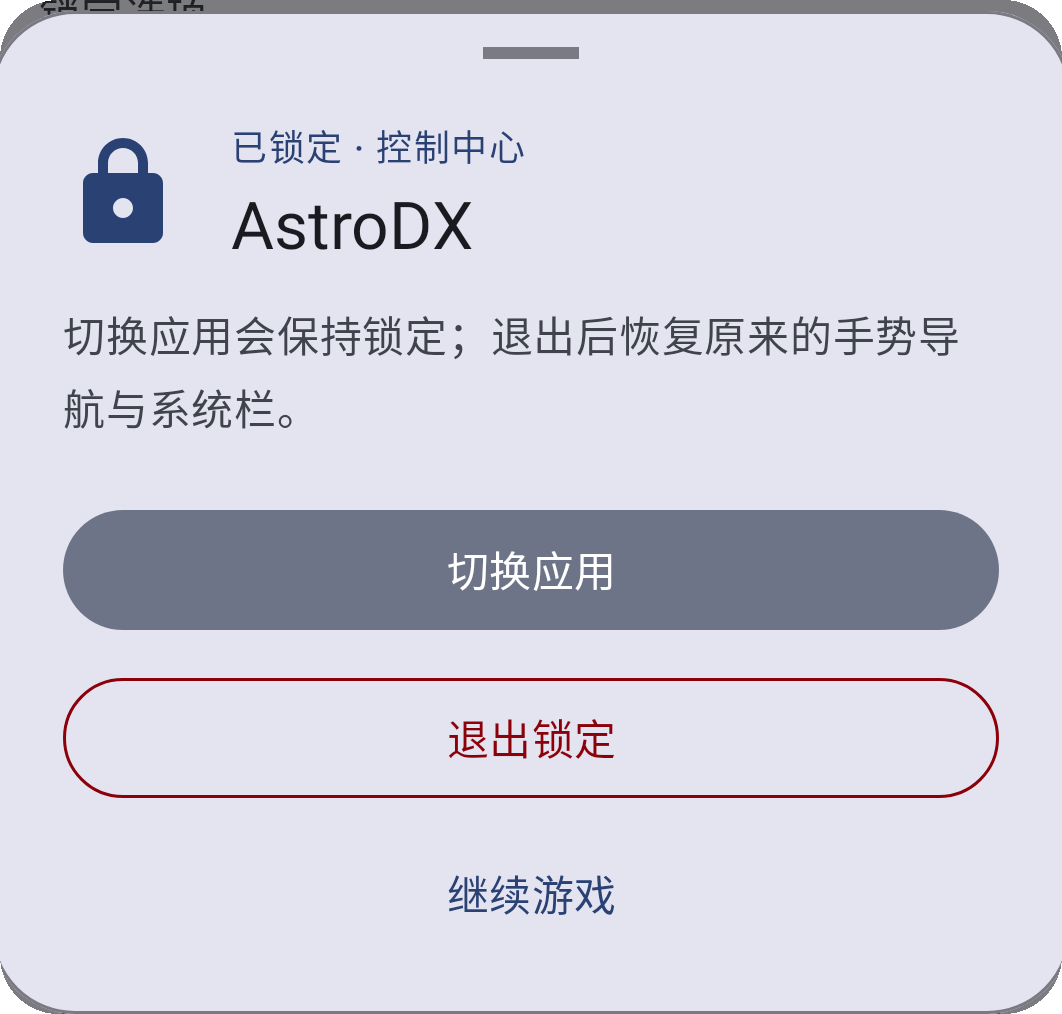 已锁定 · 控制中心
AstroDX
切换应用会保持锁定；退出后恢复原来的手势导
航与系统栏。
切换应用
退出锁定
继续游戏